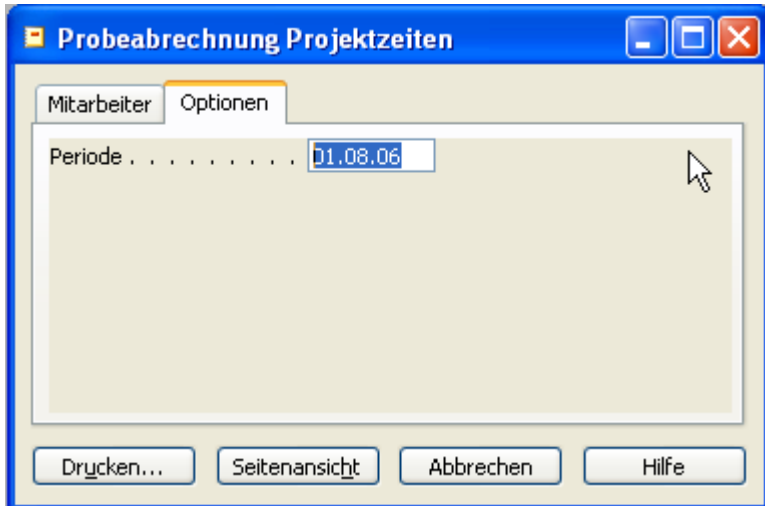 Probeabrechnung Projektzeiten
Mitarbeiter Optionen
Periode . . . . . . . . . 01.08.06
Drucken... Seitenansicht Abbrechen Hilfe